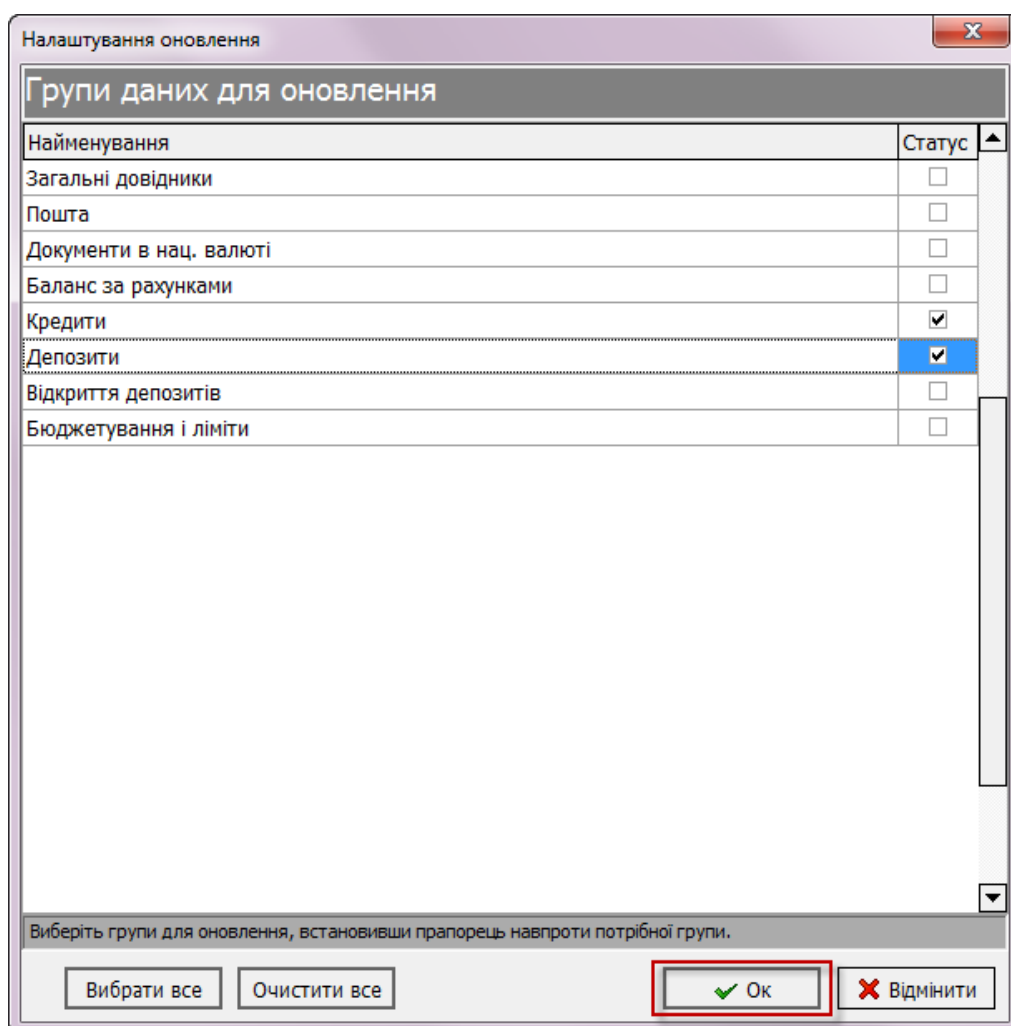 Налаштування оновлення
Групи даних для оновлення
Найменування Статус
Загальні довідники
Пошта
Документи в нац. валюті
Баланс за рахунками
Кредити
Депозити
Відкриття депозитів
Бюджетування і ліміти
Виберіть групи для оновлення, встановивши прапорець навпроти потрібної групи.
Вибрати все Очистити все Ок Відмінити